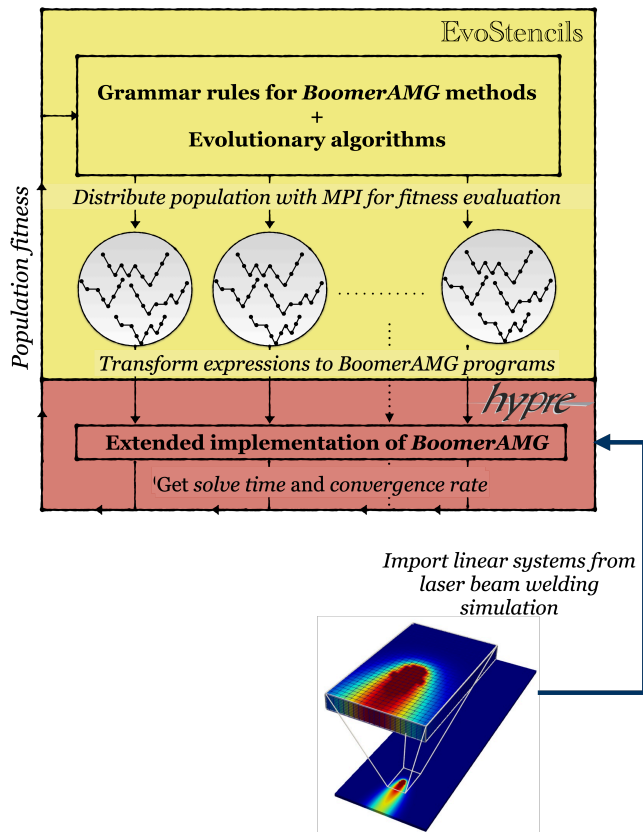 EvoStencils
Grammar rules for BoomerAMG methods
+
Evolutionary algorithms
Distribute population with MPI for fitness evaluation
Population fitness
Transform expressions to BoomerAMG programs
hypre
Extended implementation of BoomerAMG
'Get solve time and convergence rate
Import linear systems from
laser beam welding
simulation